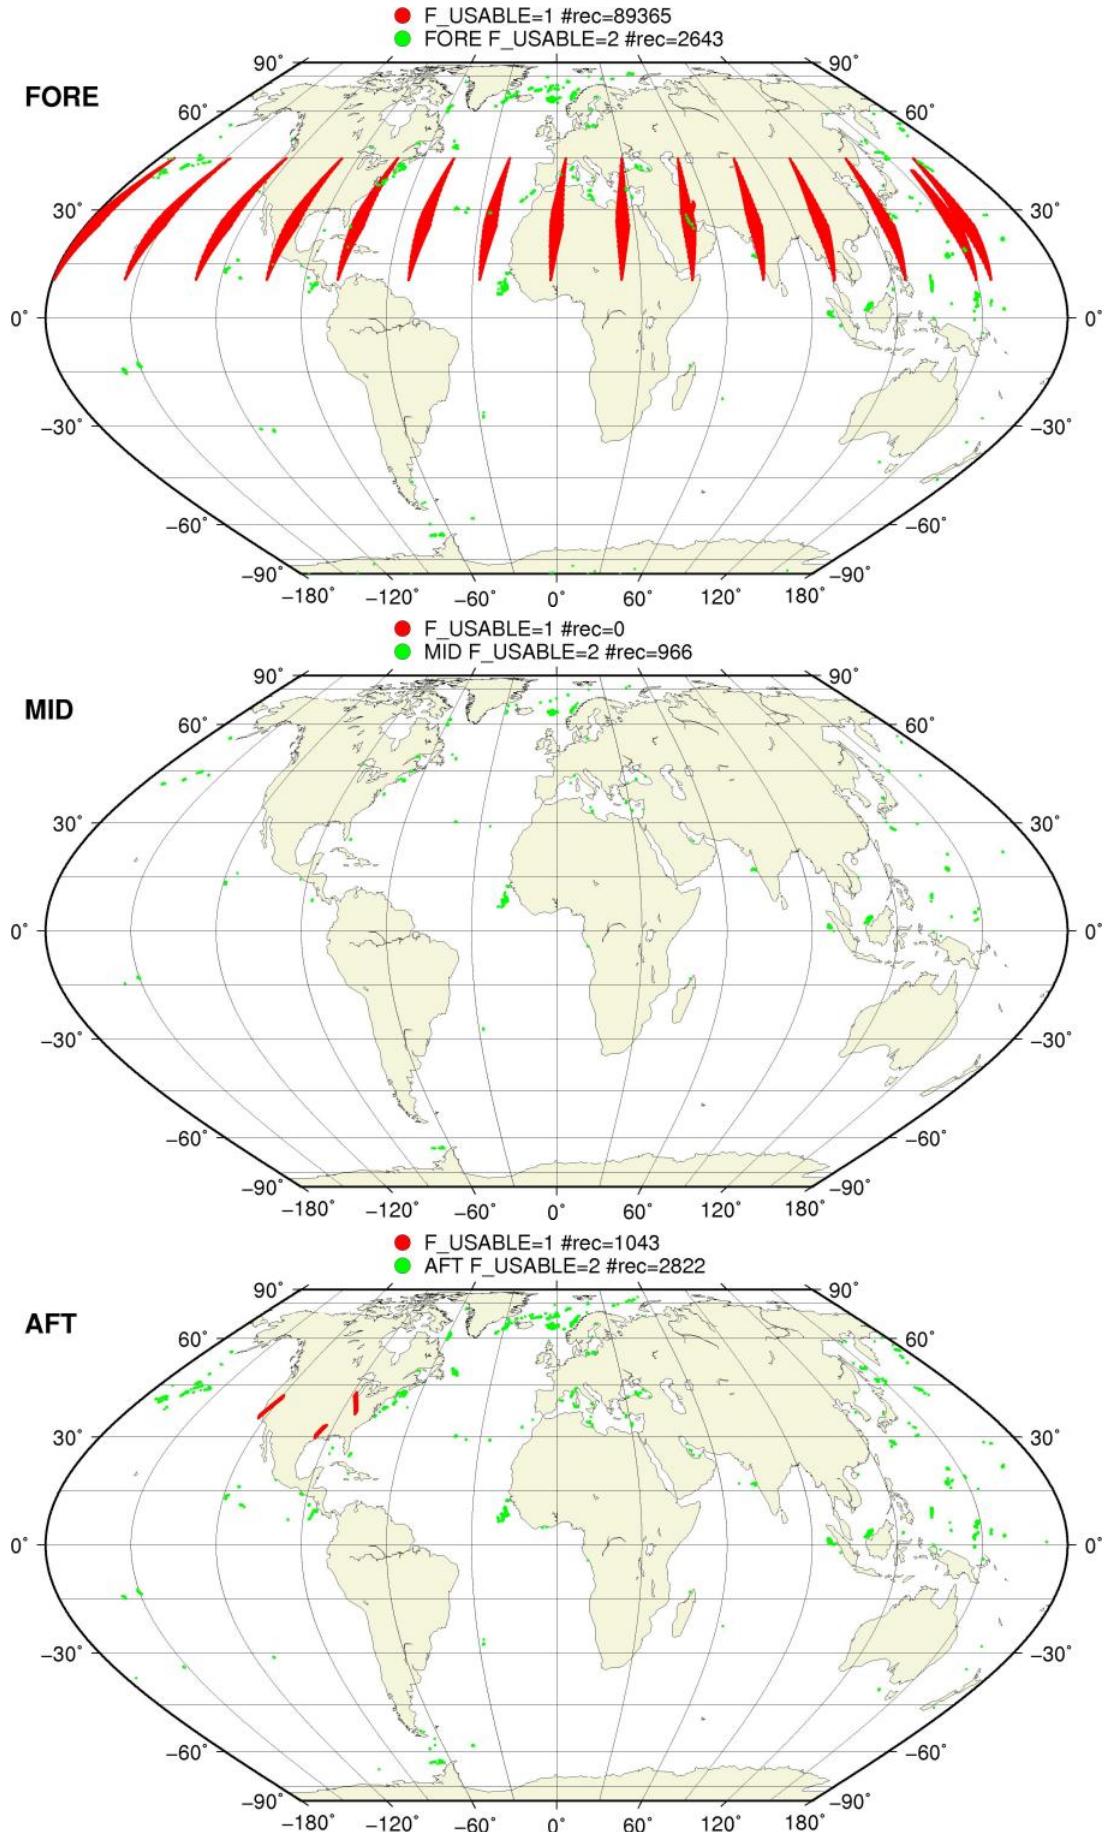 F_USABLE=1 #rec=89365
FORE F_USABLE=2 #rec=2643
FORE
90° 90°
60° 60°
30° 30°
0° 0°
−30° −30°
−60° −60°
−90° −90°
−180° −120° −60° 0° 60° 120° 180°
F_USABLE=1 #rec=0
MID F_USABLE=2 #rec=966
MID
90° 90°
60° 60°
30° 30°
0° 0°
−30° −30°
−60° −60°
−90° −90°
−180° −120° −60° 0° 60° 120° 180°
F_USABLE=1 #rec=1043
AFT F_USABLE=2 #rec=2822
AFT
90° 90°
60° 60°
30° 30°
0° 0°
−30° −30°
−60° −60°
−90° −90°
−180° −120° −60° 0° 60° 120° 180°